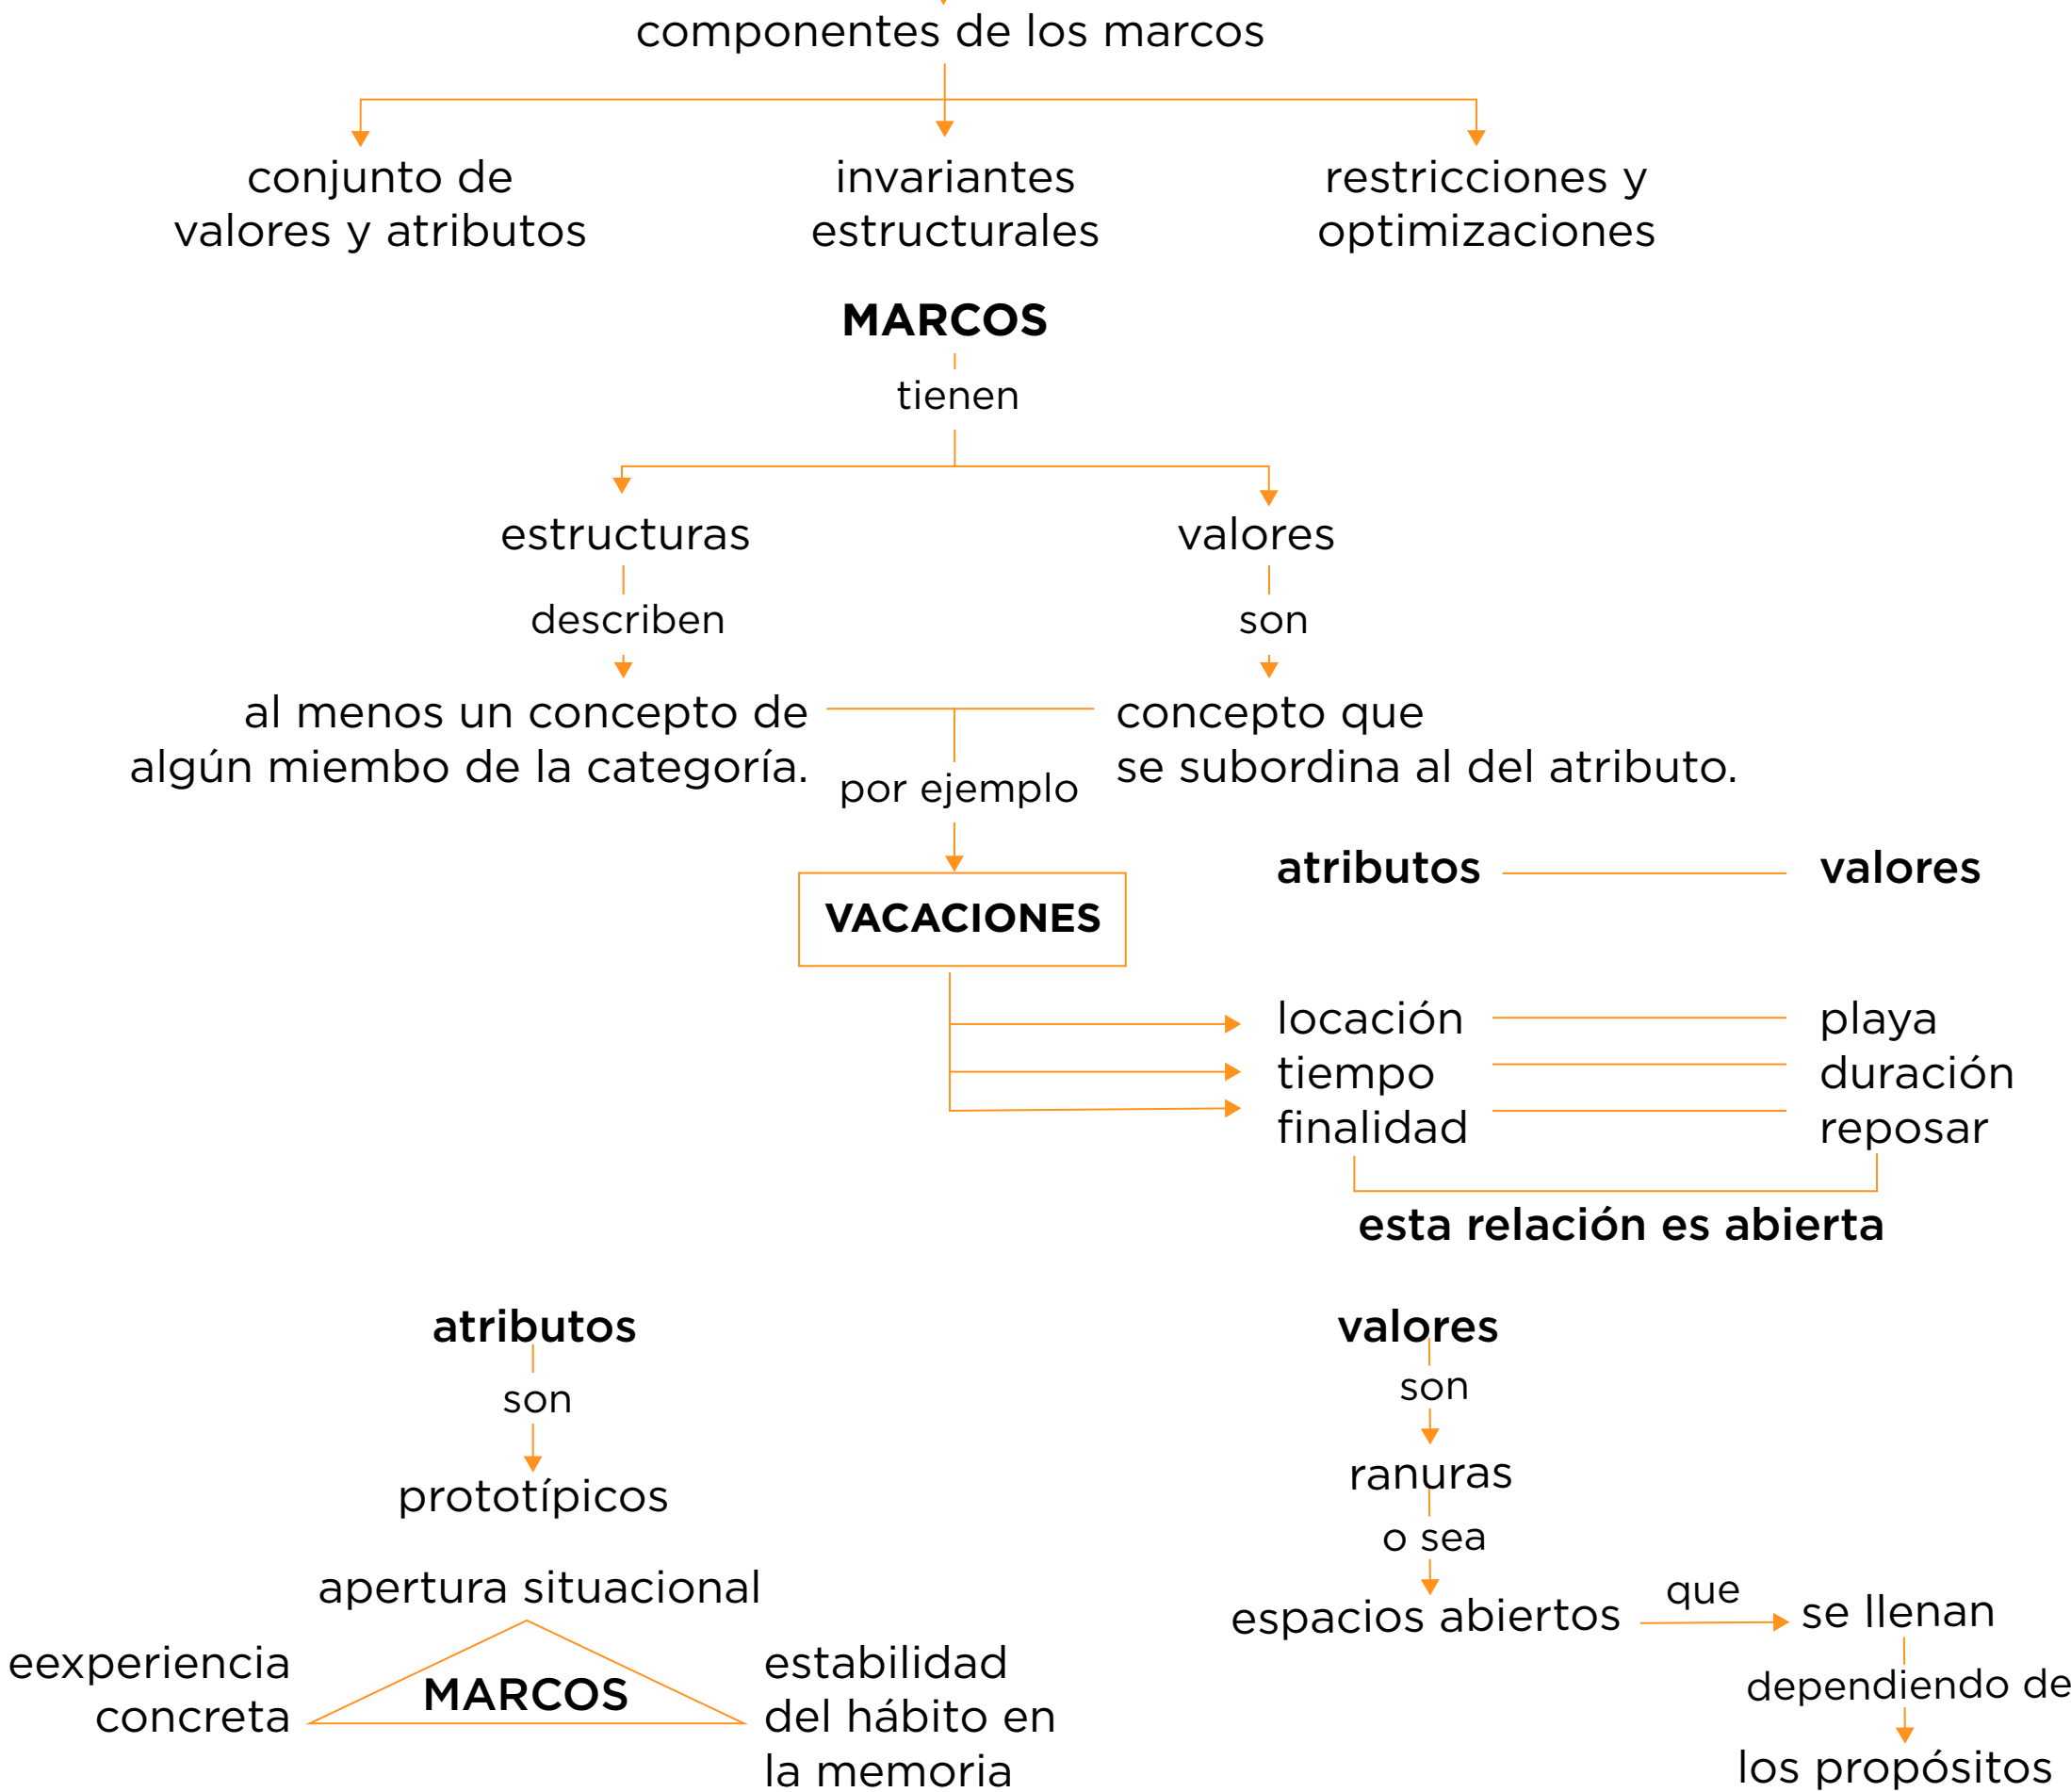 componentes de los marcos
conjunto de
valores y atributos
invariantes
estructurales
restricciones y
optimizaciones
MARCOS
tienen
estructuras
valores
describen
son
al menos un concepto de
algún miembo de la categoría.
concepto que
se subordina al del atributo.
por ejemplo
VACACIONES
atributos
valores
locación
playa
tiempo
duración
finalidad
reposar
esta relación es abierta
atributos
son
prototípicos
apertura situacional
eexperiencia
concreta
MARCOS
estabilidad
del hábito en
la memoria
valores
son
ranuras
o sea
espacios abiertos
que
se llenan
dependiendo de
los propósitos